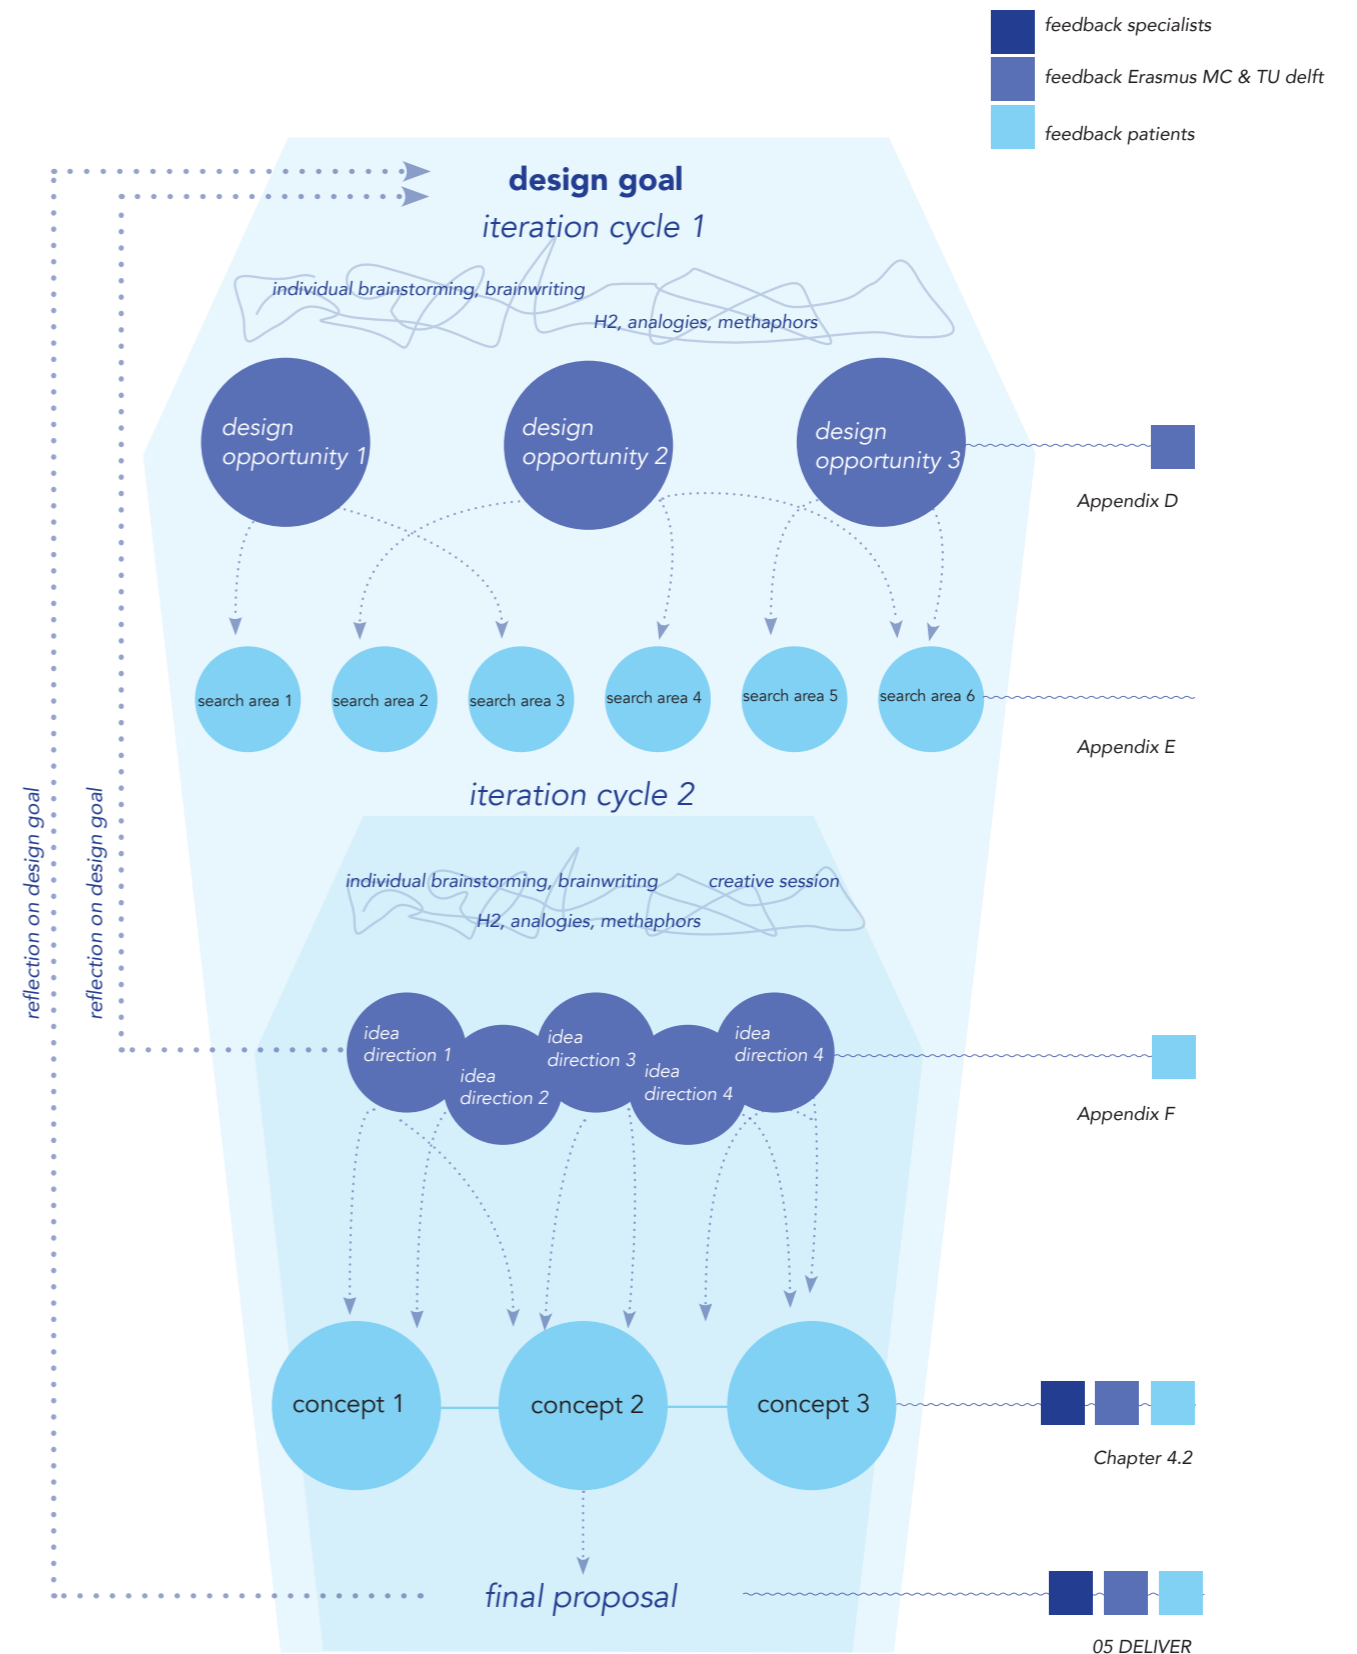 feedback specialists
feedback Erasmus MC & TU delft
feedback patients
design goal
iteration cycle 1
individual brainstorming, brainwriting
H2, analogies, methaphors
design
opportunity 1
design
opportunity 2
design
opportunity 3
Appendix D
search area 1
search area 2
search area 3
search area 4
search area 5
search area 6
Appendix E
iteration cycle 2
reflection on design goal
reflection on design goal
individual brainstorming, brainwriting
creative session
H2, analogies, methaphors
idea
direction 1
idea
direction 2
idea
direction 3
idea
direction 4
idea
direction 4
Appendix F
concept 1
concept 2
concept 3
Chapter 4.2
final proposal
05 DELIVER